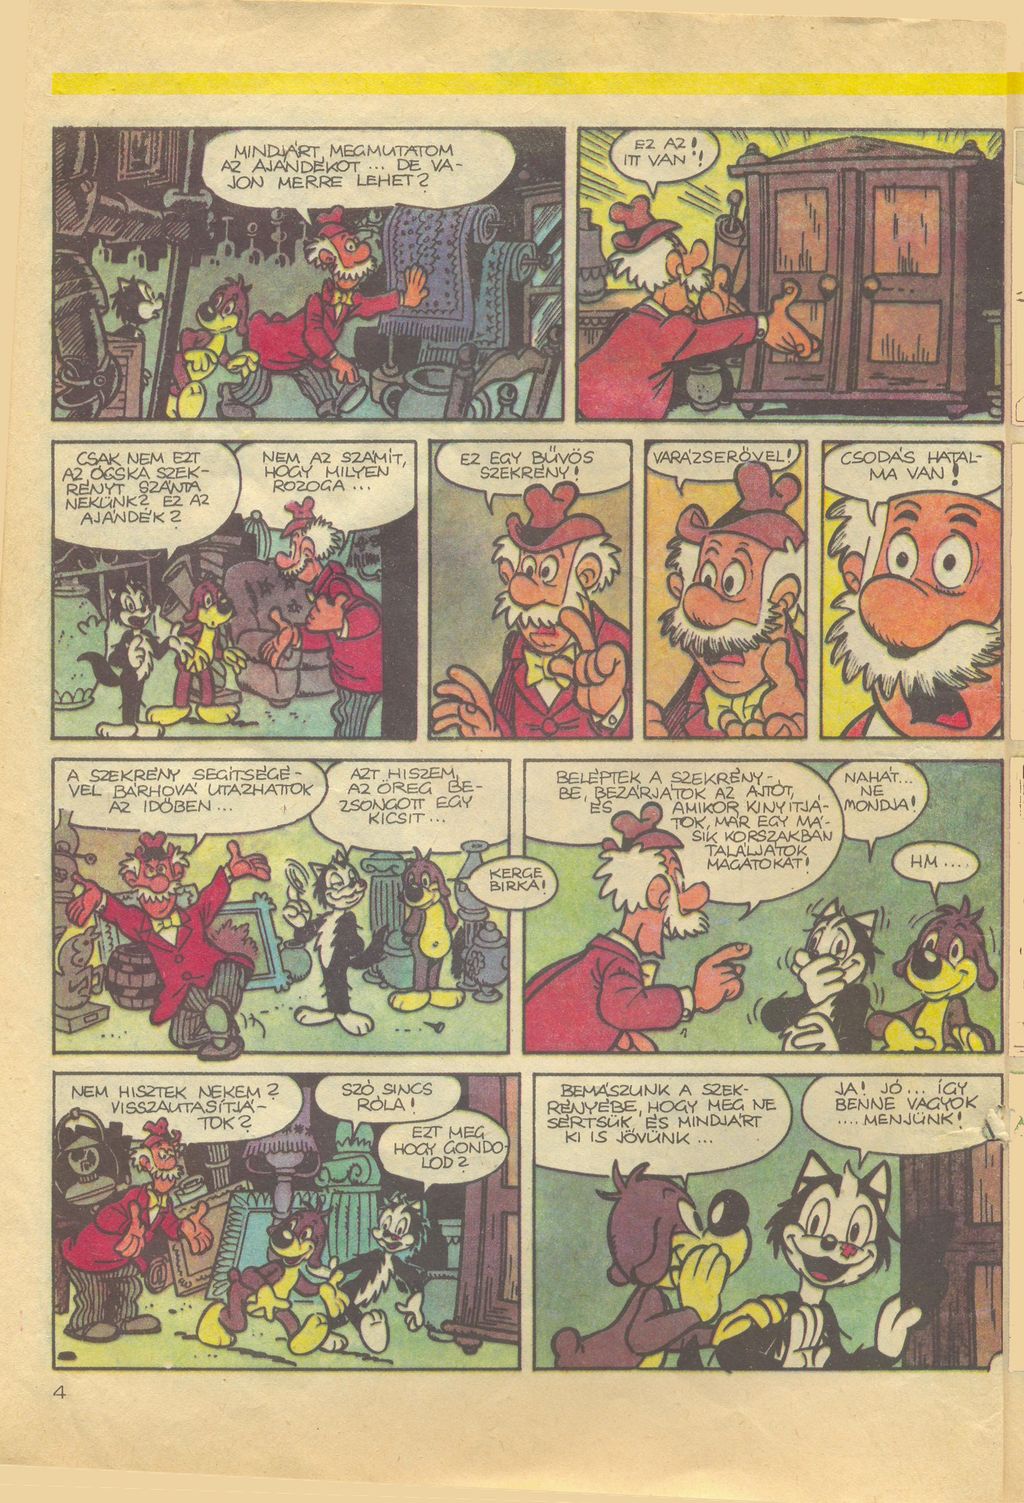 MINDJÁRT MEGMUTATOM
AZ AJÁNDÉKOT ... DE VA-
JON MERRE LEHET?
EZ AZ!
ITT VAN!
CSAK NEM EZT
AZ ÓCSKA SZEK-
RÉNYT SZÁNTA
NEKÜNK? EZ AZ
AJÁNDÉK?
NEM AZ SZÁMIT,
HOGY MILYEN
ROZOGA ...
EZ EGY BŰVÖS
SZEKRÉNY!
VARÁZSERŐVEL!
CSODÁS HATAL-
MA VAN!
A SZEKRÉNY SEGITSÉGÉ-
VEL BÁRHOVÁ UTAZHATTOK
AZ IDŐBEN ...
AZT HISZEM,
AZ ÖREG BE-
ZSONGOTT EGY
KICSIT ...
KERGE
BIRKA!
BELÉPTEK A SZEKRÉNY-
BE, BEZÁRJÁTOK AZ AJTÓT,
ÉS AMIKOR KINYITJÁ-
TOK, MÁR EGY MÁ-
SIK KORSZAKBAN
TALÁLJÁTOK
MAGATOKAT!
NAHÁT...
NE
MONDJA!
HM ....
NEM HISZTEK NEKEM?
VISSZAUTASÍTJÁ-
TOK?
SZÓ SINCS
RÓLA!
EZT MEG
HOGY GONDO-
LOD?
BEMÁSZUNK A SZEK-
RÉNYÉBE, HOGY MEG NE
SÉRTSÜK, ÉS MINDJÁRT
KI IS JÖVÜNK ...
JA! JÓ ... ÍGY
BENNE VAGYOK
.... MENJÜNK!
4